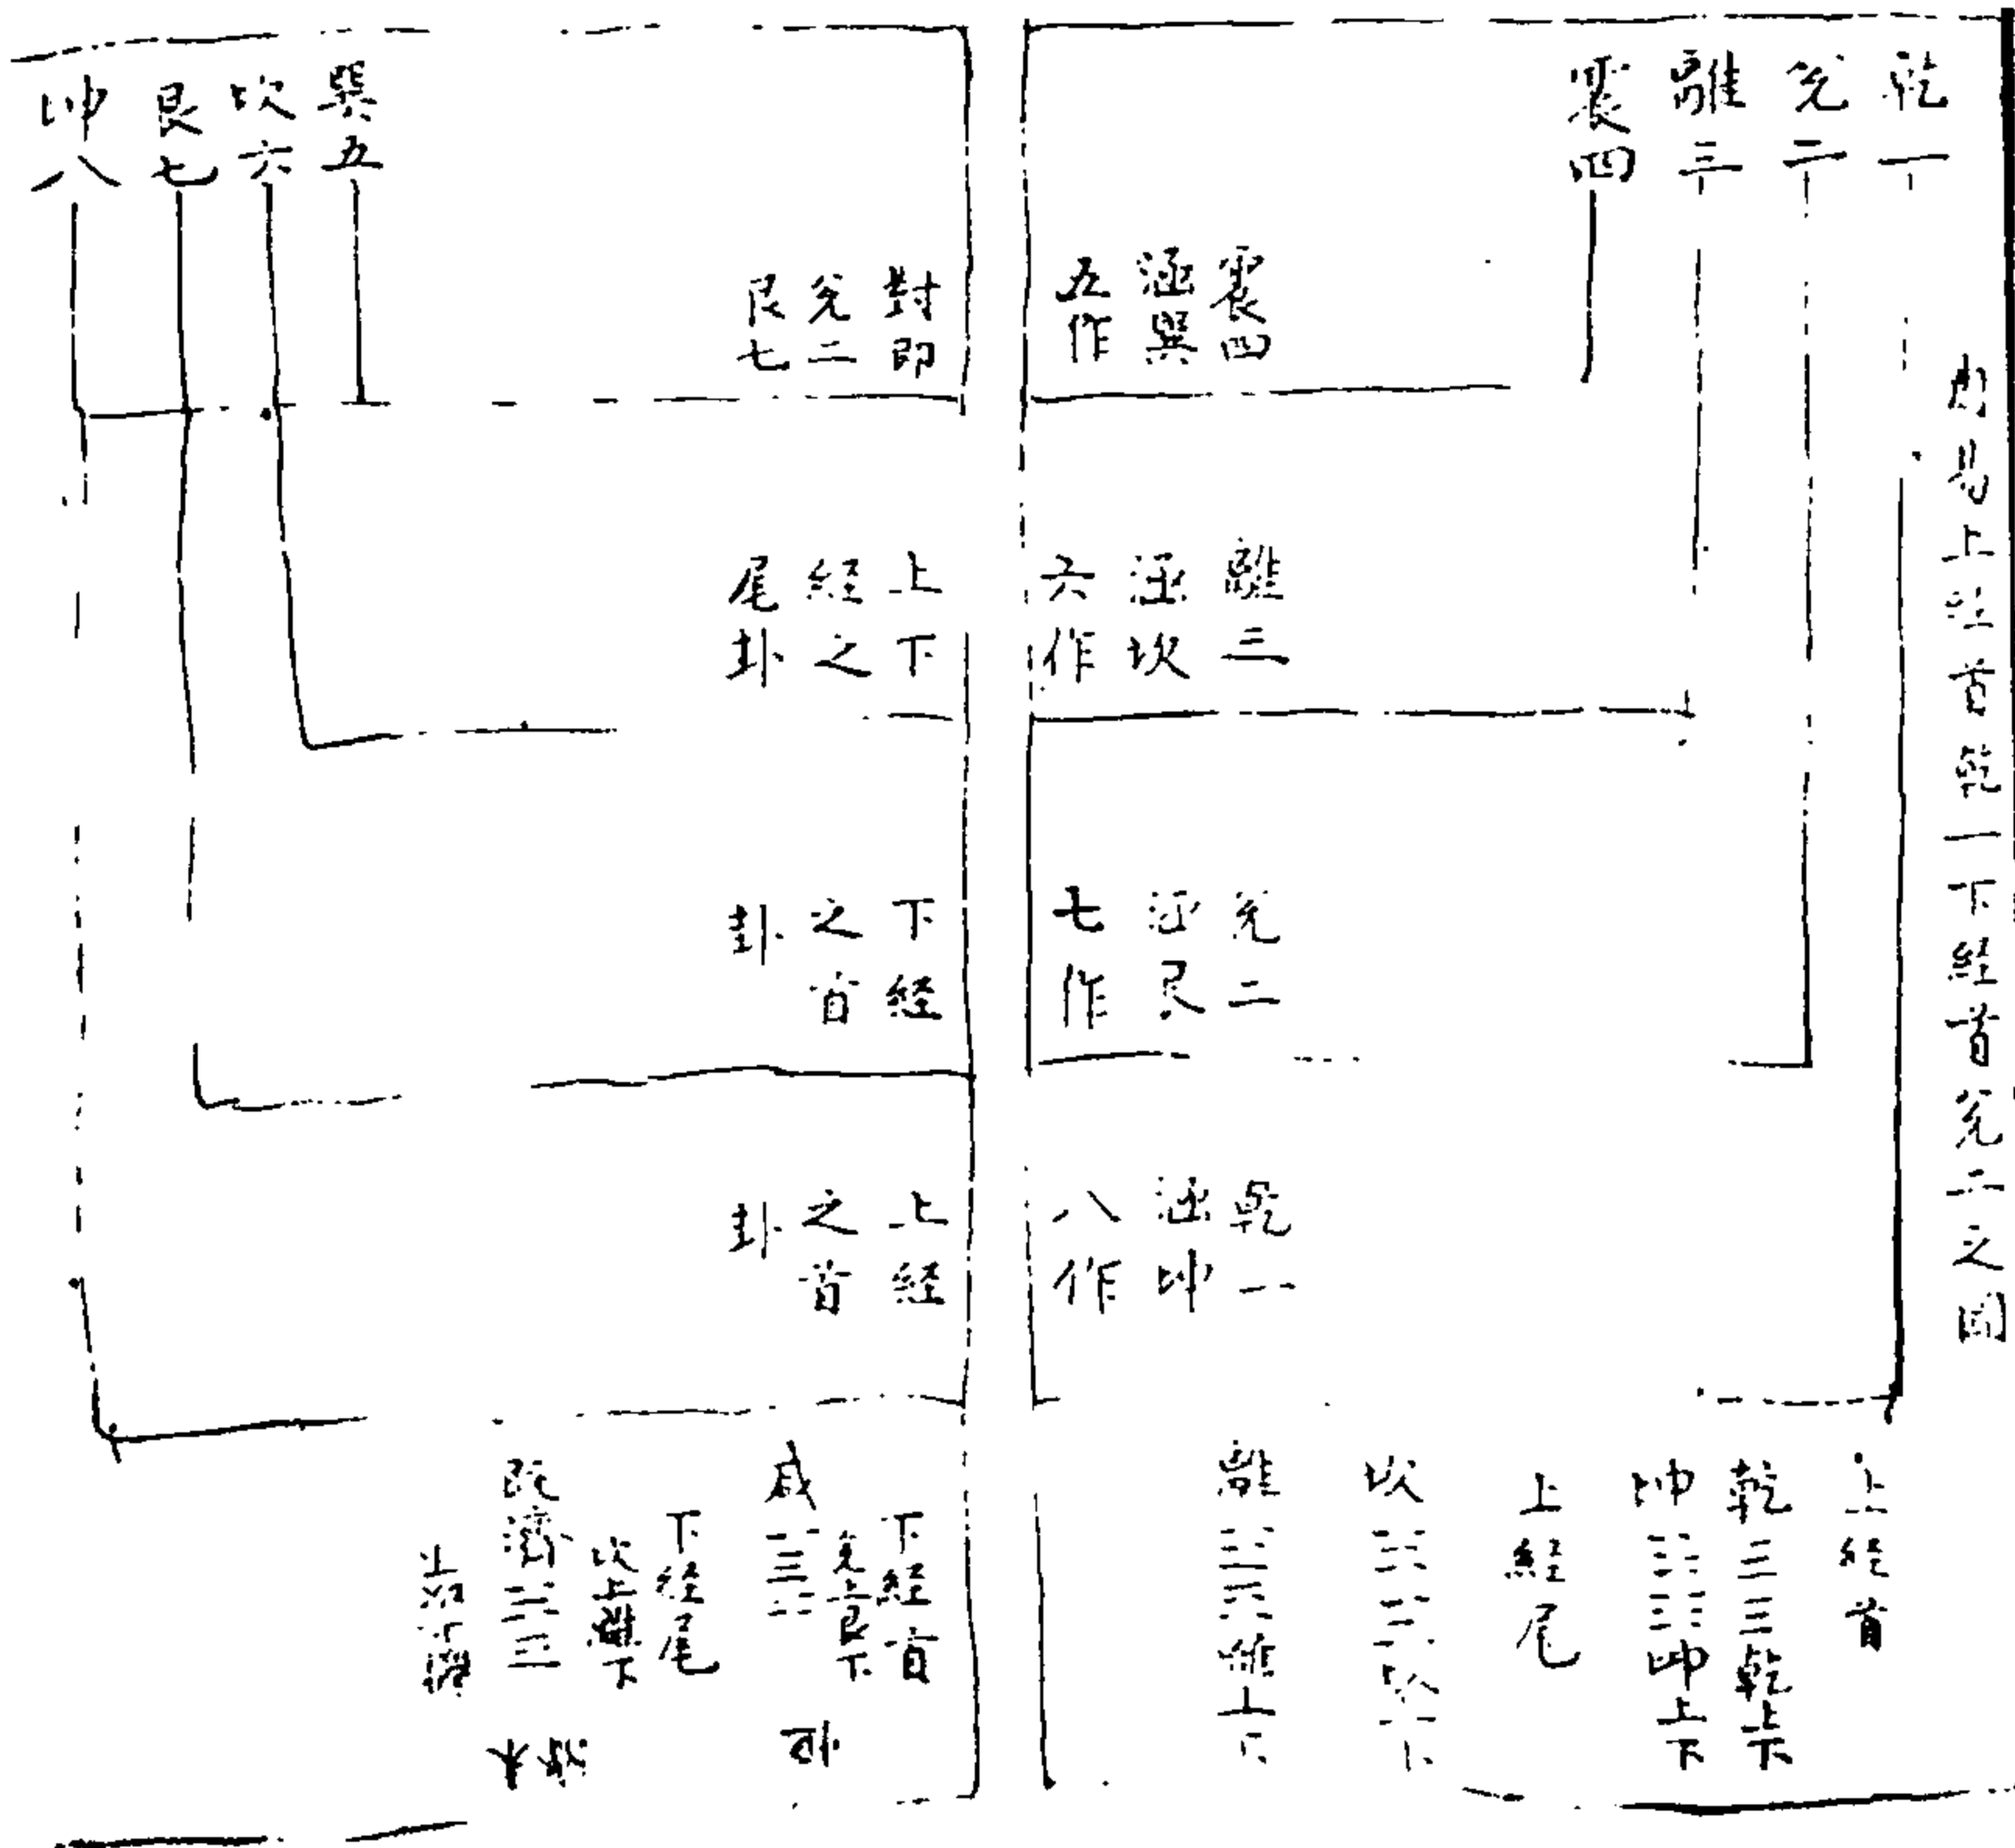 周易上經首乾一下經首兌二之圖
乾一
兌二
離三
震四
震四
涵巽
五作
離三
涵坎
六作
兌二
涵艮
七作
乾一
涵坤
八作
上經首
乾 乾上下
坤 坤上下
上經尾
坎 坎上下
離 離上下
對即
兌二
艮七
上下
經之
尾卦
下經
之首
卦
上經
之首
卦
巽五
坎六
艮七
坤八
下經首
兌上艮下
咸
下經尾
坎上離下
既濟